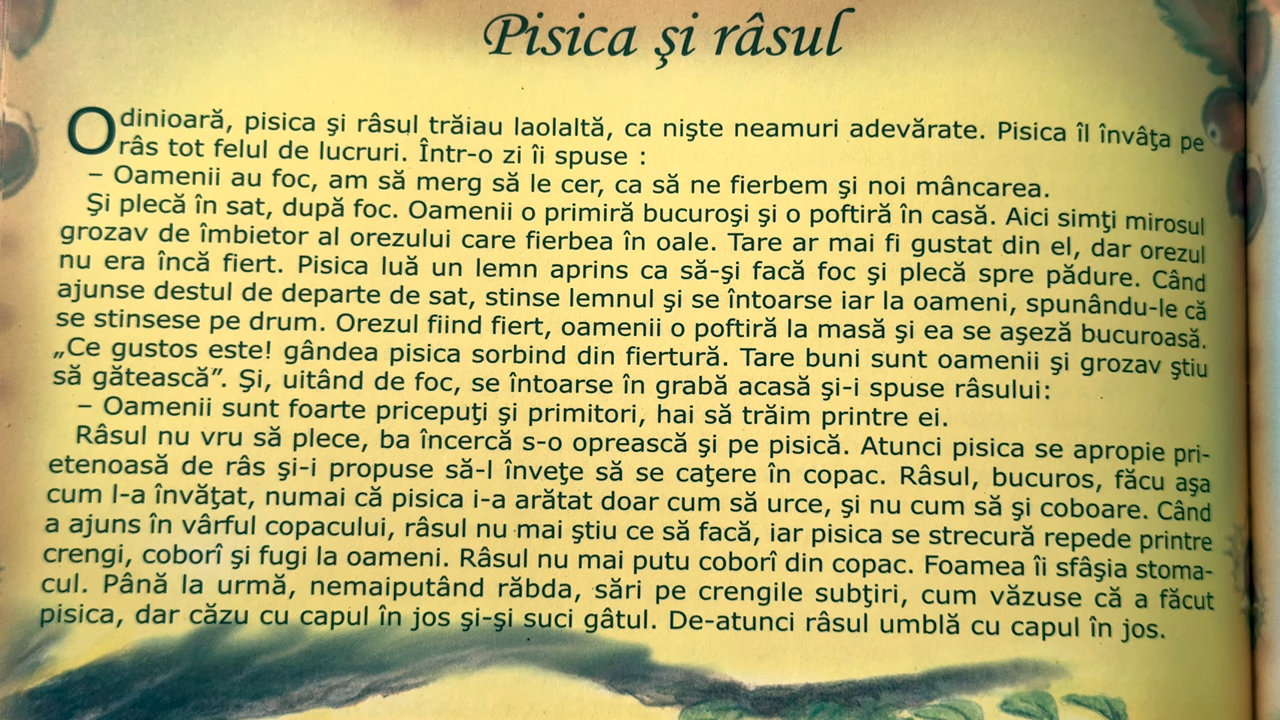 Pisica şi râsul
Odinioară, pisica şi râsul trăiau laolaltă, ca nişte neamuri adevărate. Pisica îl învâţa pe
râs tot felul de lucruri. Într-o zi îi spuse :
– Oamenii au foc, am să merg să le cer, ca să ne fierbem şi noi mâncarea.
Şi plecă în sat, după foc. Oamenii o primiră bucuroşi şi o poftiră în casă. Aici simţi mirosul
grozav de îmbietor al orezului care fierbea în oale. Tare ar mai fi gustat din el, dar orezul
nu era încă fiert. Pisica luă un lemn aprins ca să-şi facă foc şi plecă spre pădure. Când
ajunse destul de departe de sat, stinse lemnul şi se întoarse iar la oameni, spunându-le că
se stinsese pe drum. Orezul fiind fiert, oamenii o poftiră la masă şi ea se aşeză bucuroasă.
„Ce gustos este! gândea pisica sorbind din fiertură. Tare buni sunt oamenii şi grozav ştiu
să gătească”. Şi, uitând de foc, se întoarse în grabă acasă şi-i spuse râsului:
– Oamenii sunt foarte pricepuţi şi primitori, hai să trăim printre ei.
Râsul nu vru să plece, ba încercă s-o oprească şi pe pisică. Atunci pisica se apropie pri-
etenoasă de râs şi-i propuse să-l înveţe să se caţere în copac. Râsul, bucuros, făcu aşa
cum l-a învăţat, numai că pisica i-a arătat doar cum să urce, şi nu cum să şi coboare. Când
a ajuns în vârful copacului, râsul nu mai ştiu ce să facă, iar pisica se strecură repede printre
crengi, coborî şi fugi la oameni. Râsul nu mai putu coborî din copac. Foamea îi sfâşia stoma-
cul. Până la urmă, nemaiputând răbda, sări pe crengile subţiri, cum văzuse că a făcut
pisica, dar căzu cu capul în jos şi-şi suci gâtul. De-atunci râsul umblă cu capul în jos.